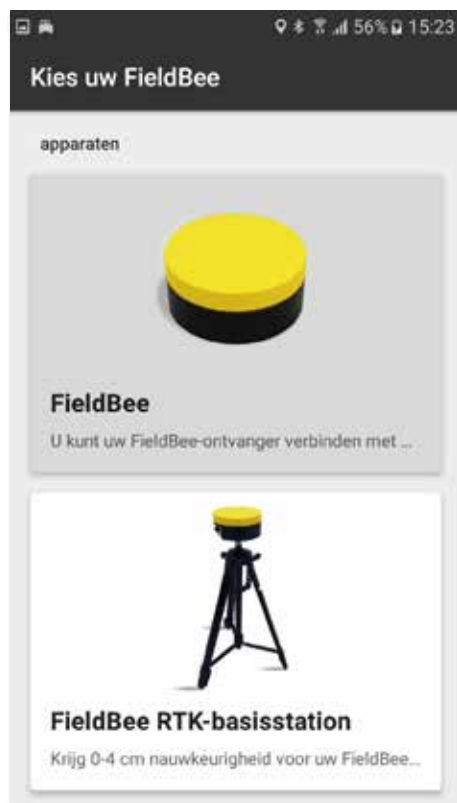 56% 15:23
Kies uw FieldBee
apparaten
FieldBee
U kunt uw FieldBee-ontvanger verbinden met ...
FieldBee RTK-basisstation
Krijg 0-4 cm nauwkeurigheid voor uw FieldBee...